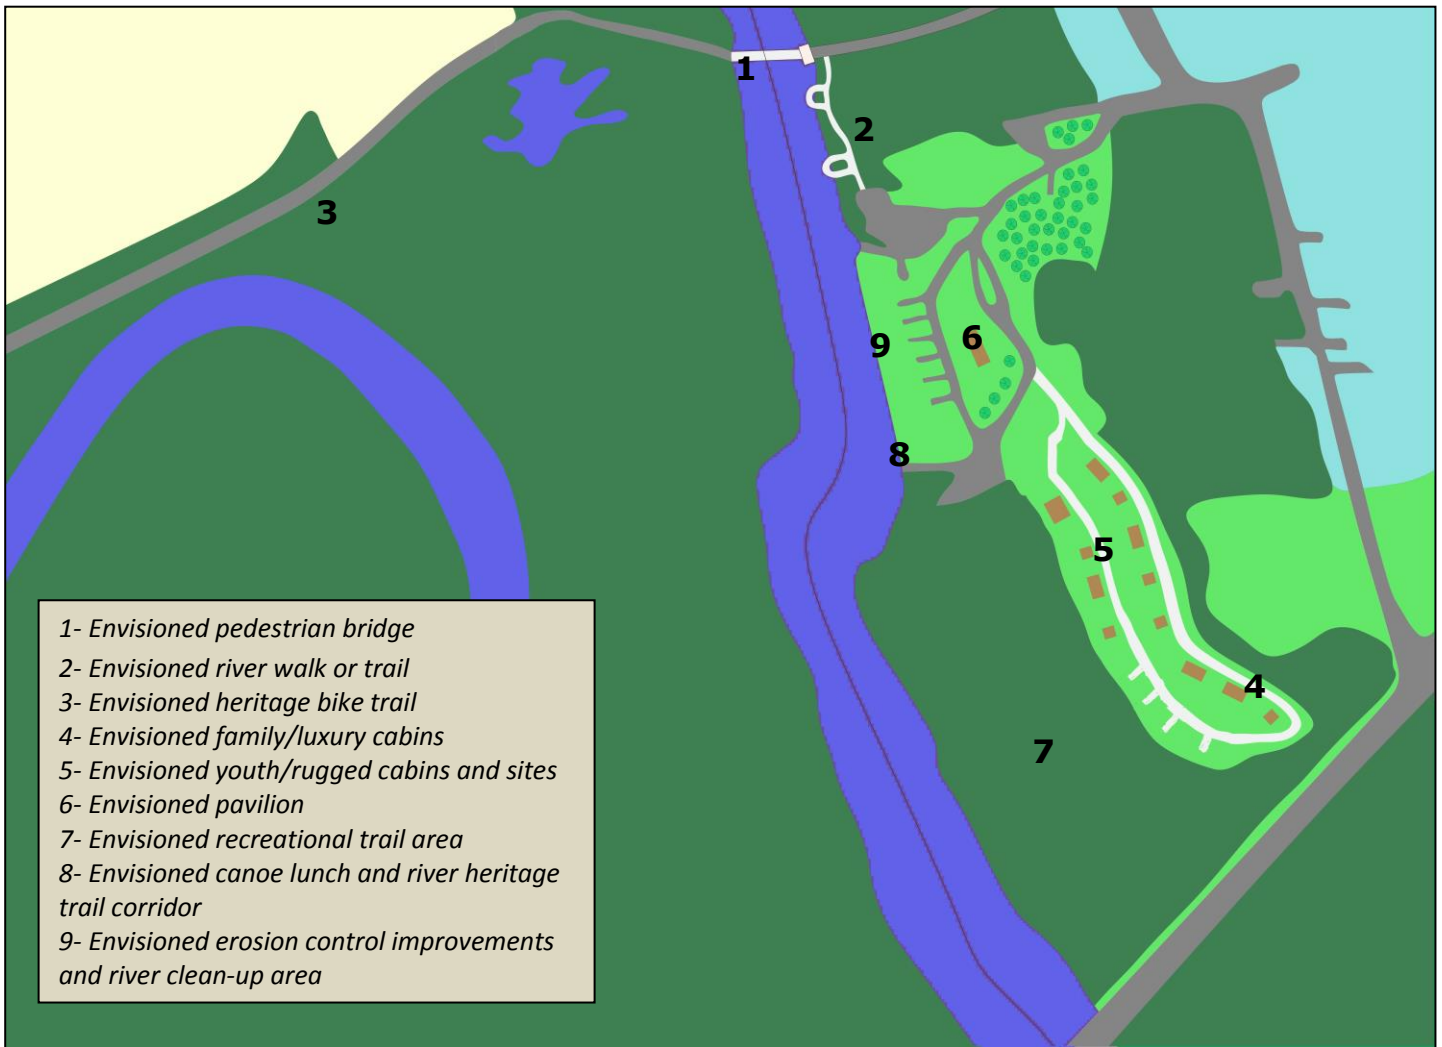 1
2
3
9
6
8
5
4
7
1- Envisioned pedestrian bridge
2- Envisioned river walk or trail
3- Envisioned heritage bike trail
4- Envisioned family/luxury cabins
5- Envisioned youth/rugged cabins and sites
6- Envisioned pavilion
7- Envisioned recreational trail area
8- Envisioned canoe lunch and river heritage
trail corridor
9- Envisioned erosion control improvements
and river clean-up area